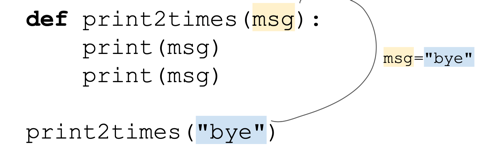 def print2times(msg):
    print(msg)
    print(msg)
msg="bye"
print2times("bye")